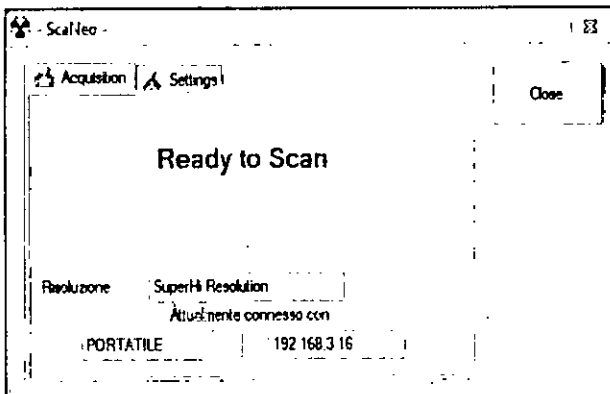 - ScaNeo -
Acquisition Settings
Close
Ready to Scan
Risoluzione SuperHi Resolution
Attualmente connesso con
PORTATILE 192 168.3 16